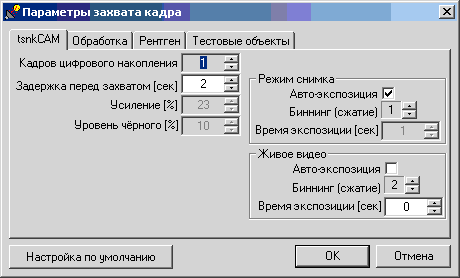 Параметры захвата кадра
tsnkCAM Обработка Рентген Тестовые объекты
Кадров цифрового накопления 1
Задержка перед захватом [сек] 2
Усиление [%] 23
Уровень чёрного [%] 10
Режим снимка
Авто-экспозиция
Биннинг (сжатие) 1
Время экспозиции [сек] 1
Живое видео
Авто-экспозиция
Биннинг (сжатие) 2
Время экспозиции [сек] 0
Настройка по умолчанию OK Отмена